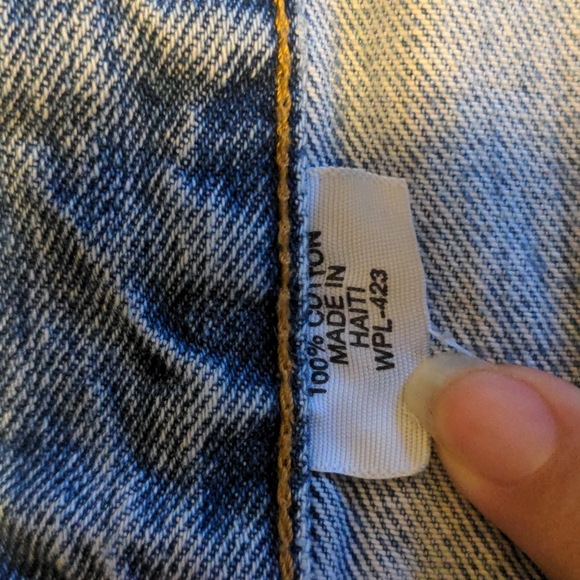 100% COTTON
MADE IN
HAITI
WPL-423